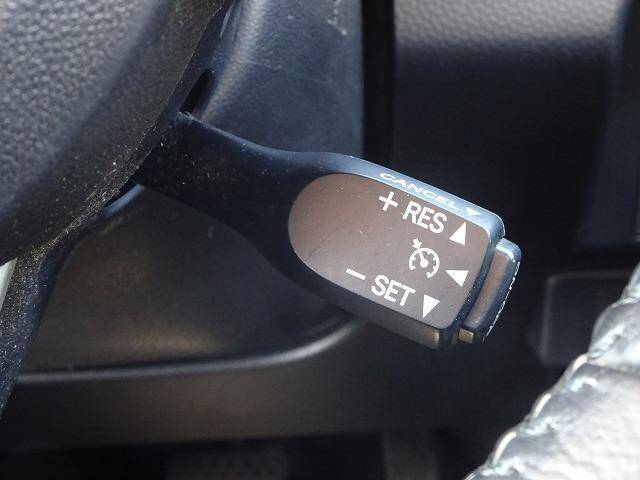 CANCEL▼
+ RES ▲
◀
− SET ▼